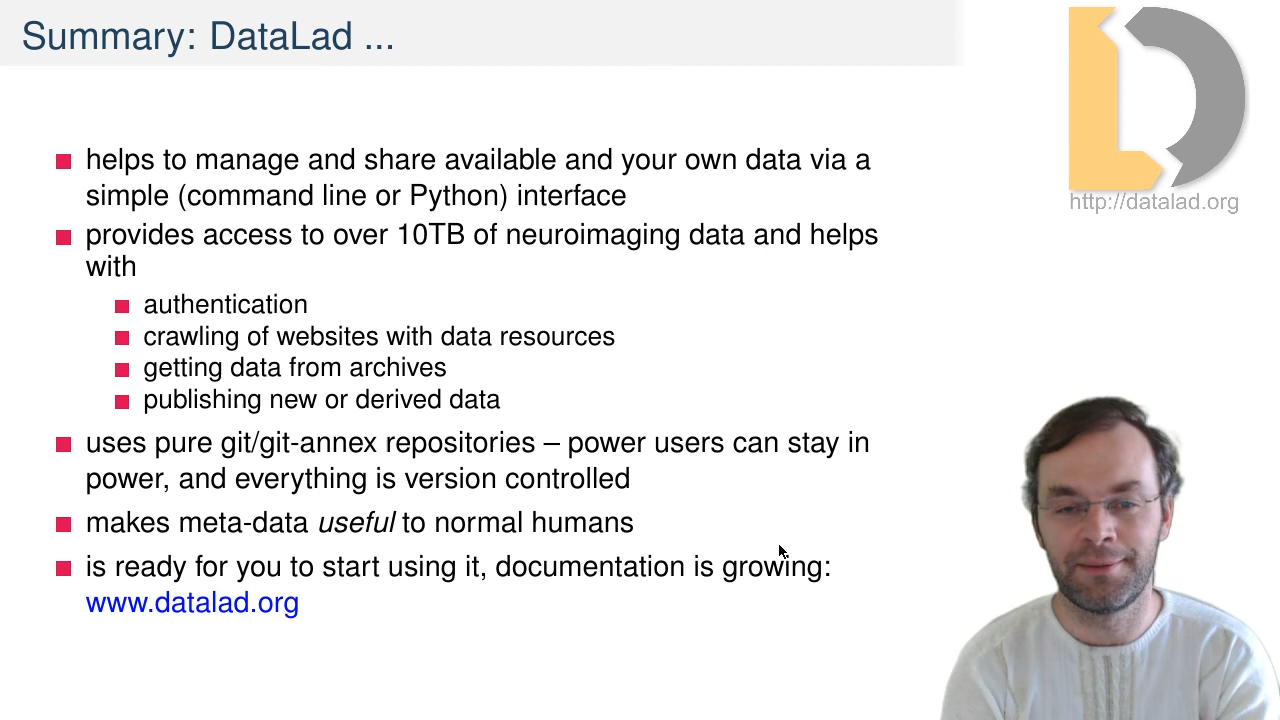 Summary: DataLad ...
http://datalad.org
helps to manage and share available and your own data via a
simple (command line or Python) interface
provides access to over 10TB of neuroimaging data and helps
with
authentication
crawling of websites with data resources
getting data from archives
publishing new or derived data
uses pure git/git-annex repositories – power users can stay in
power, and everything is version controlled
makes meta-data useful to normal humans
is ready for you to start using it, documentation is growing:
www.datalad.org